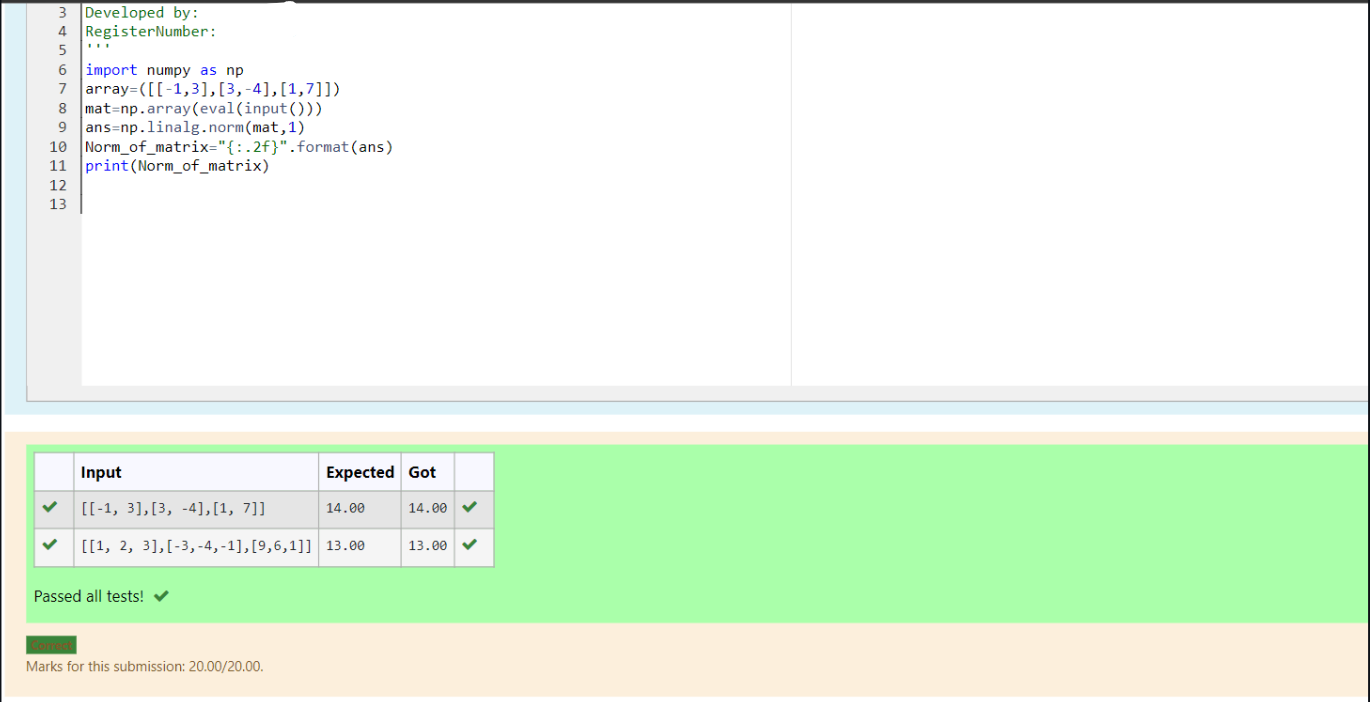 3 Developed by:
4 RegisterNumber:
5 '''
6 import numpy as np
7 array=([[-1,3],[3,-4],[1,7]])
8 mat=np.array(eval(input()))
9 ans=np.linalg.norm(mat,1)
10 Norm_of_matrix="{:.2f}".format(ans)
11 print(Norm_of_matrix)
12
13
Input Expected Got
[[-1, 3],[3, -4],[1, 7]] 14.00 14.00
[[1, 2, 3],[-3,-4,-1],[9,6,1]] 13.00 13.00
Passed all tests!
Correct
Marks for this submission: 20.00/20.00.